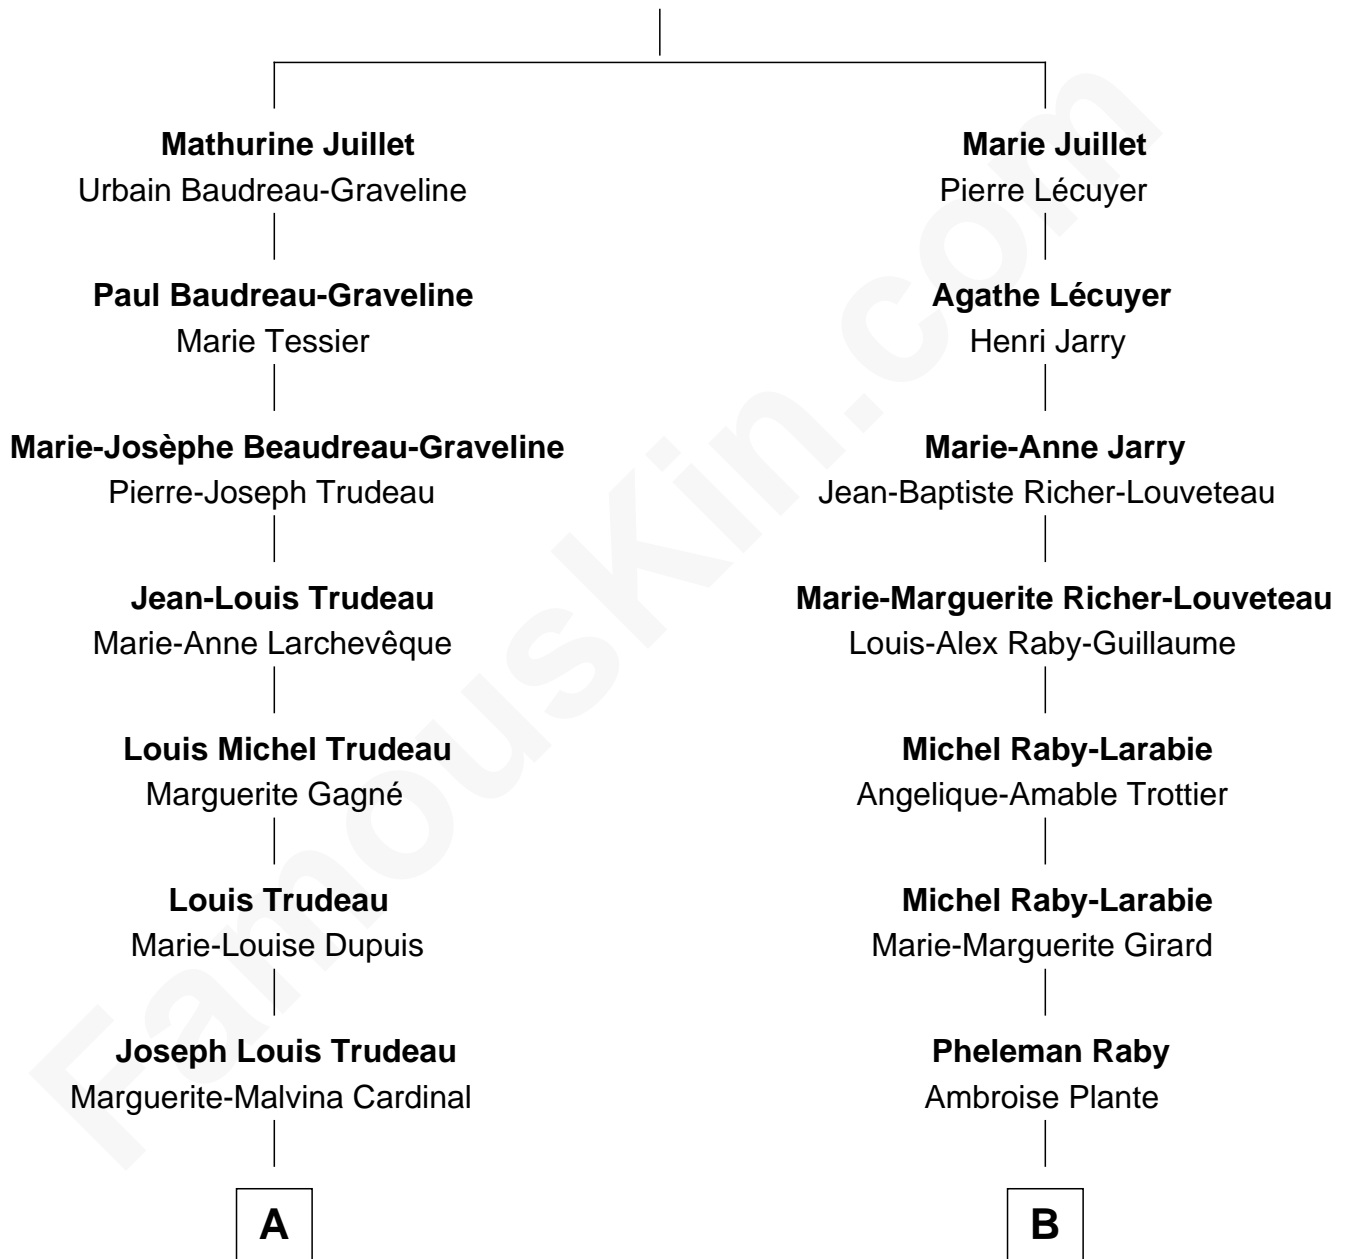 Mathurine Juillet
Urbain Baudreau-Graveline
Paul Baudreau-Graveline
Marie Tessier
Marie-Josèphe Beaudreau-Graveline
Pierre-Joseph Trudeau
Jean-Louis Trudeau
Marie-Anne Larchevêque
Louis Michel Trudeau
Marguerite Gagné
Louis Trudeau
Marie-Louise Dupuis
Joseph Louis Trudeau
Marguerite-Malvina Cardinal
A
Marie Juillet
Pierre Lécuyer
Agathe Lécuyer
Henri Jarry
Marie-Anne Jarry
Jean-Baptiste Richer-Louveteau
Marie-Marguerite Richer-Louveteau
Louis-Alex Raby-Guillaume
Michel Raby-Larabie
Angelique-Amable Trottier
Michel Raby-Larabie
Marie-Marguerite Girard
Pheleman Raby
Ambroise Plante
B
FamousKin.com